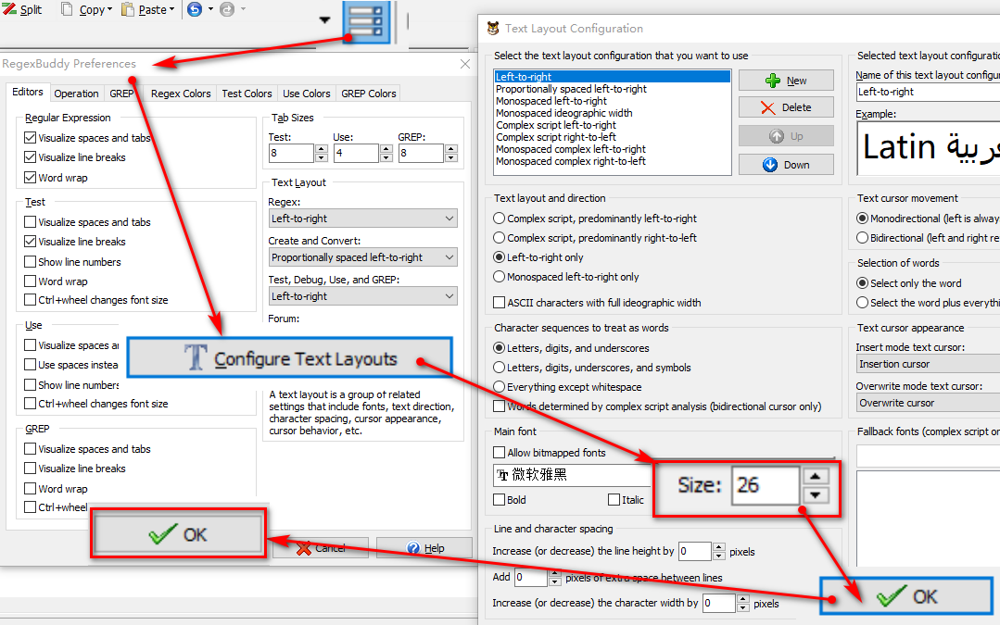 Split
Copy
Paste
RegexBuddy Preferences
Editors
Operation
GREP
Regex Colors
Test Colors
Use Colors
GREP Colors
Regular Expression
Visualize spaces and tabs
Visualize line breaks
Word wrap
Test
Visualize spaces and tabs
Visualize line breaks
Show line numbers
Word wrap
Ctrl+wheel changes font size
Use
Visualize spaces
Use spaces instea
Show line numbers
Ctrl+wheel changes font size
GREP
Visualize spaces and tabs
Visualize line breaks
Word wrap
Ctrl+wheel
Tab Sizes
Test:
Use:
GREP:
8
4
8
Text Layout
Regex:
Left-to-right
Create and Convert:
Proportionally spaced left-to-right
Test, Debug, Use, and GREP:
Left-to-right
Forum:
Configure Text Layouts
A text layout is a group of related
settings that include fonts, text direction,
character spacing, cursor appearance,
cursor behavior, etc.
OK
Cancel
Help
Text Layout Configuration
Select the text layout configuration that you want to use
Left-to-right
Proportionally spaced left-to-right
Monospaced left-to-right
Monospaced ideographic width
Complex script left-to-right
Complex script right-to-left
Monospaced complex left-to-right
Monospaced complex right-to-left
New
Delete
Up
Down
Text layout and direction
Complex script, predominantly left-to-right
Complex script, predominantly right-to-left
Left-to-right only
Monospaced left-to-right only
ASCII characters with full ideographic width
Character sequences to treat as words
Letters, digits, and underscores
Letters, digits, underscores, and symbols
Everything except whitespace
Words determined by complex script analysis (bidirectional cursor only)
Main font
Allow bitmapped fonts
微软雅黑
Size: 26
Bold
Italic
Line and character spacing
Increase (or decrease) the line height by 0 pixels
Add 0 pixels of extra space between lines
Increase (or decrease) the character width by 0 pixels
Selected text layout configuratio
Name of this text layout configur
Left-to-right
Example:
Latin العربية
Text cursor movement
Monodirectional (left is alway
Bidirectional (left and right re
Selection of words
Select only the word
Select the word plus everythi
Text cursor appearance
Insert mode text cursor:
Insertion cursor
Overwrite mode text cursor:
Overwrite cursor
Fallback fonts (complex script or
OK